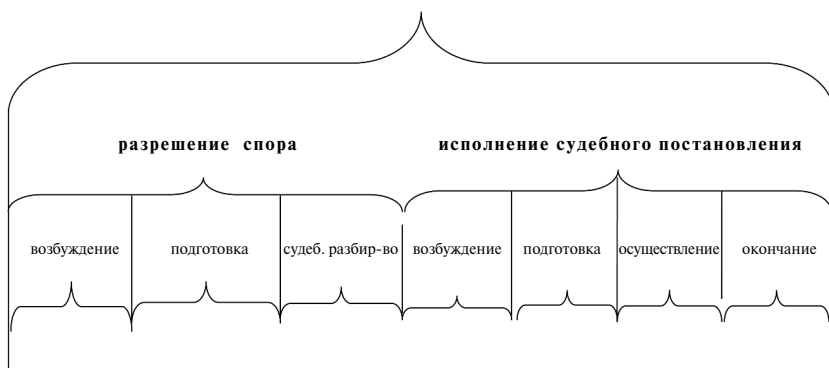 разрешение спора
исполнение судебного постановления
возбуждение
подготовка
судеб. разбир-во
возбуждение
подготовка
осуществление
окончание